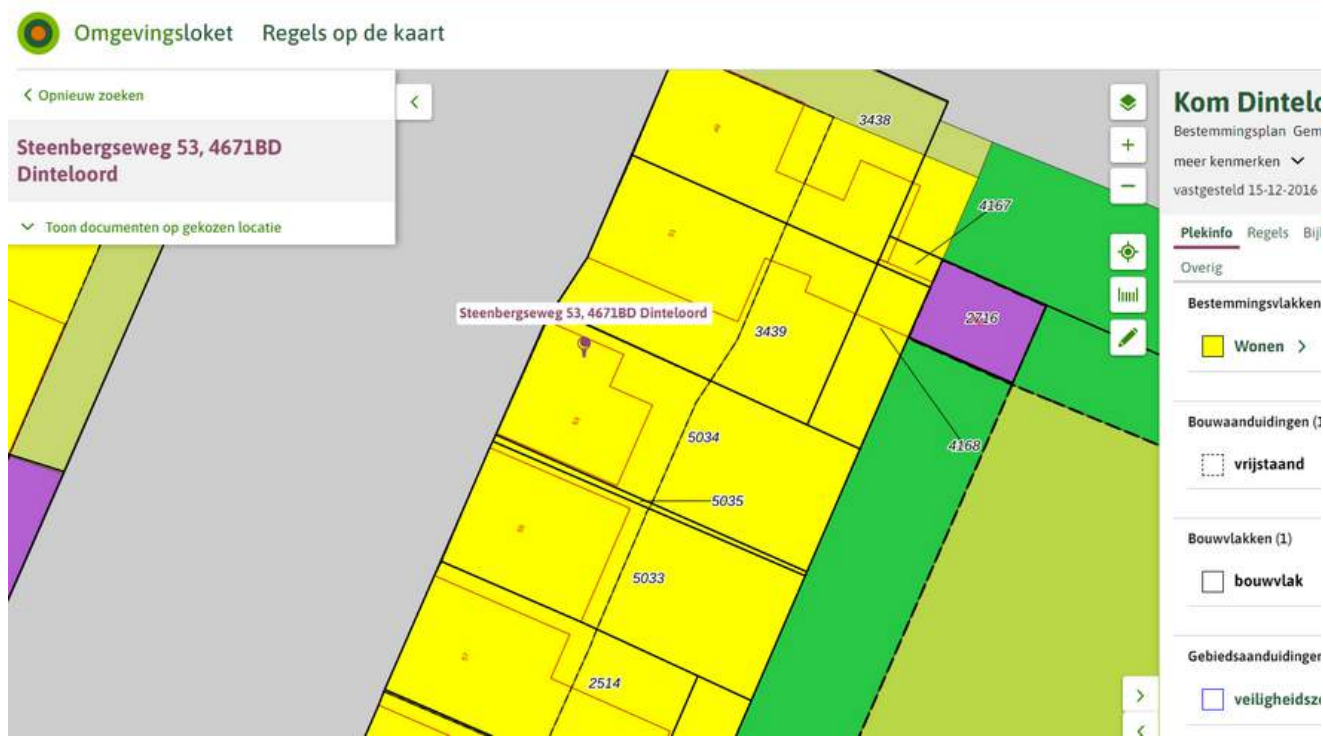 Omgevingsloket Regels op de kaart
Opnieuw zoeken
Steenbergseweg 53, 4671BD
Dinteloord
Toon documenten op gekozen locatie
3438
4167
2716
Steenbergseweg 53, 4671BD Dinteloord
3439
4168
5034
5035
5033
2514
Kom Dintelo
Bestemmingsplan Gem
meer kenmerken
vastgesteld 15-12-2016
Plekinfo Regels Bij
Overig
Bestemmingsvlakken
Wonen
Bouwaanduidingen (1
vrijstaand
Bouwvlakken (1)
bouwvlak
Gebiedsaanduidingen
veiligheidszo